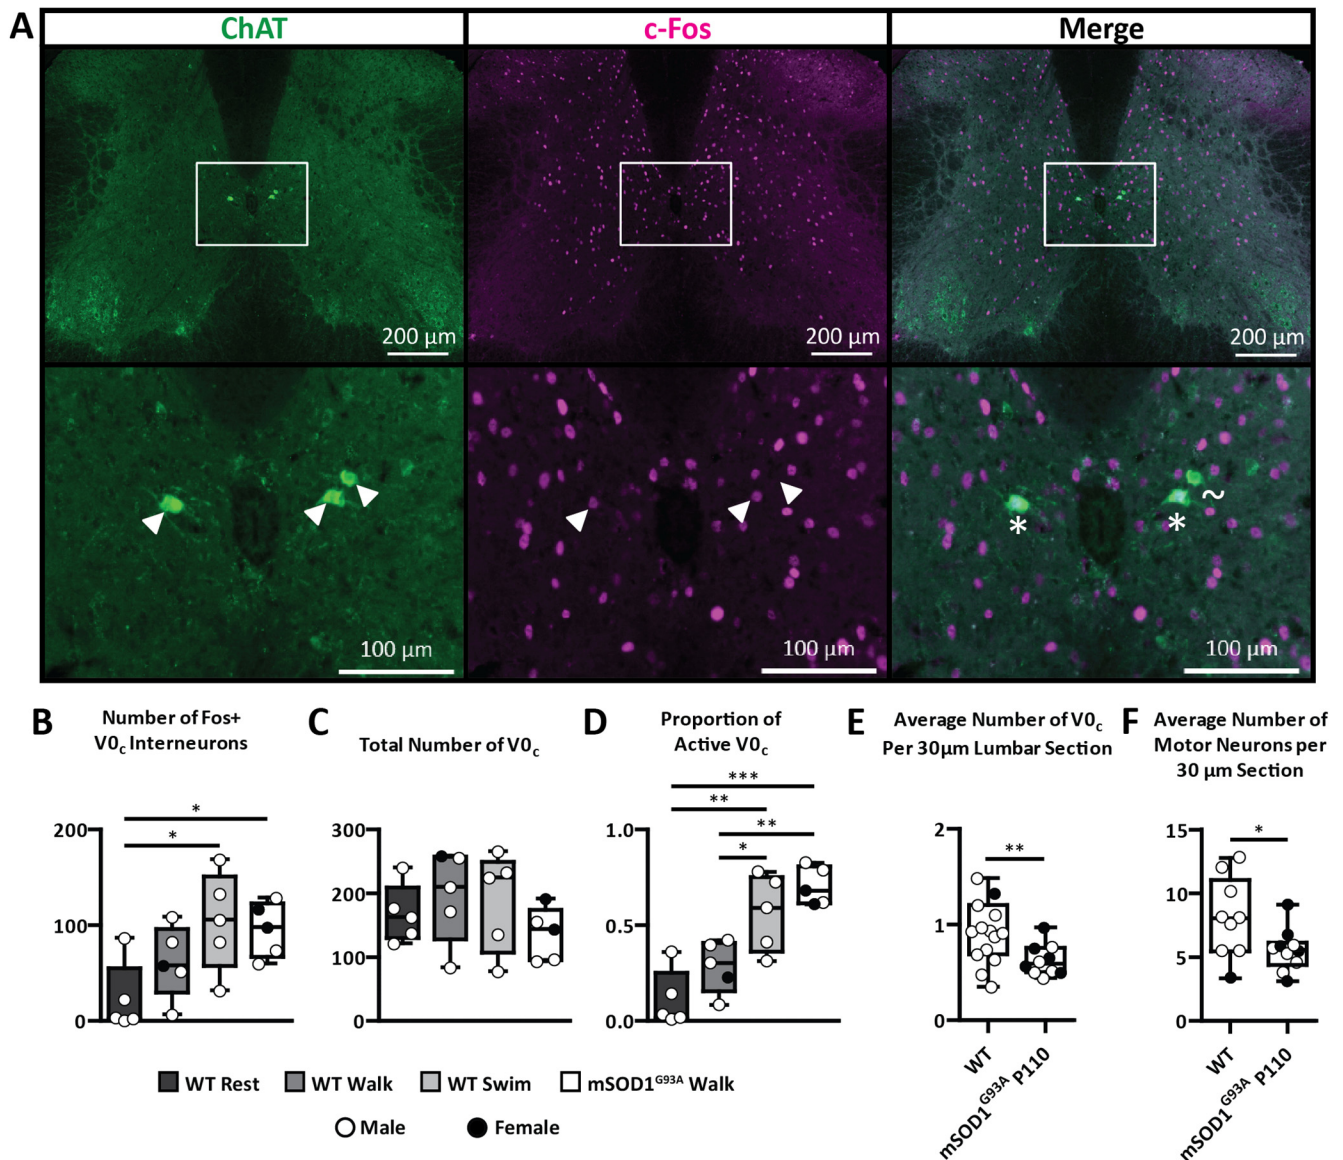 A
ChAT
c-Fos
Merge
200 µm
200 µm
200 µm
~
*
*
100 µm
100 µm
100 µm
B
Number of Fos+
V0c Interneurons
*
*
200
100
0
C
Total Number of V0c
300
200
100
0
D
Proportion of
Active V0c
***
**
**
*
1.0
0.5
0.0
E
Average Number of V0c
Per 30µm Lumbar Section
**
2
1
0
WT
mSOD1G93A P110
F
Average Number of
Motor Neurons per
30 µm Section
*
15
10
5
0
WT
mSOD1G93A P110
WT Rest
WT Walk
WT Swim
mSOD1G93A Walk
Male
Female